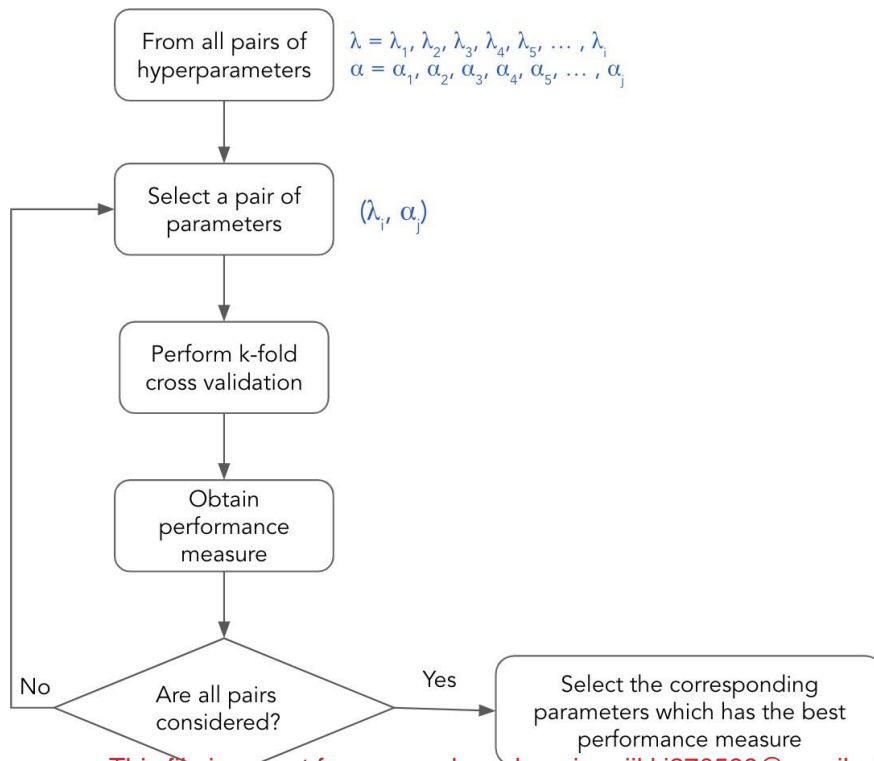 From all pairs of
hyperparameters
λ = λ₁, λ₂, λ₃, λ₄, λ₅, … , λᵢ
α = α₁, α₂, α₃, α₄, α₅, … , αⱼ
Select a pair of
parameters
(λᵢ, αⱼ)
Perform k-fold
cross validation
Obtain
performance
measure
Are all pairs
considered?
No
Yes
Select the corresponding
parameters which has the best
performance measure